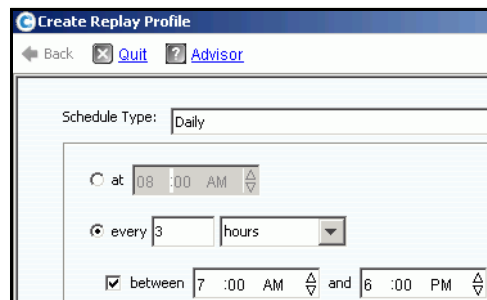 Create Replay Profile
Back Quit ? Advisor
Schedule Type: Daily
at 08 :00 AM
every 3 hours
between 7 :00 AM and 6 :00 PM